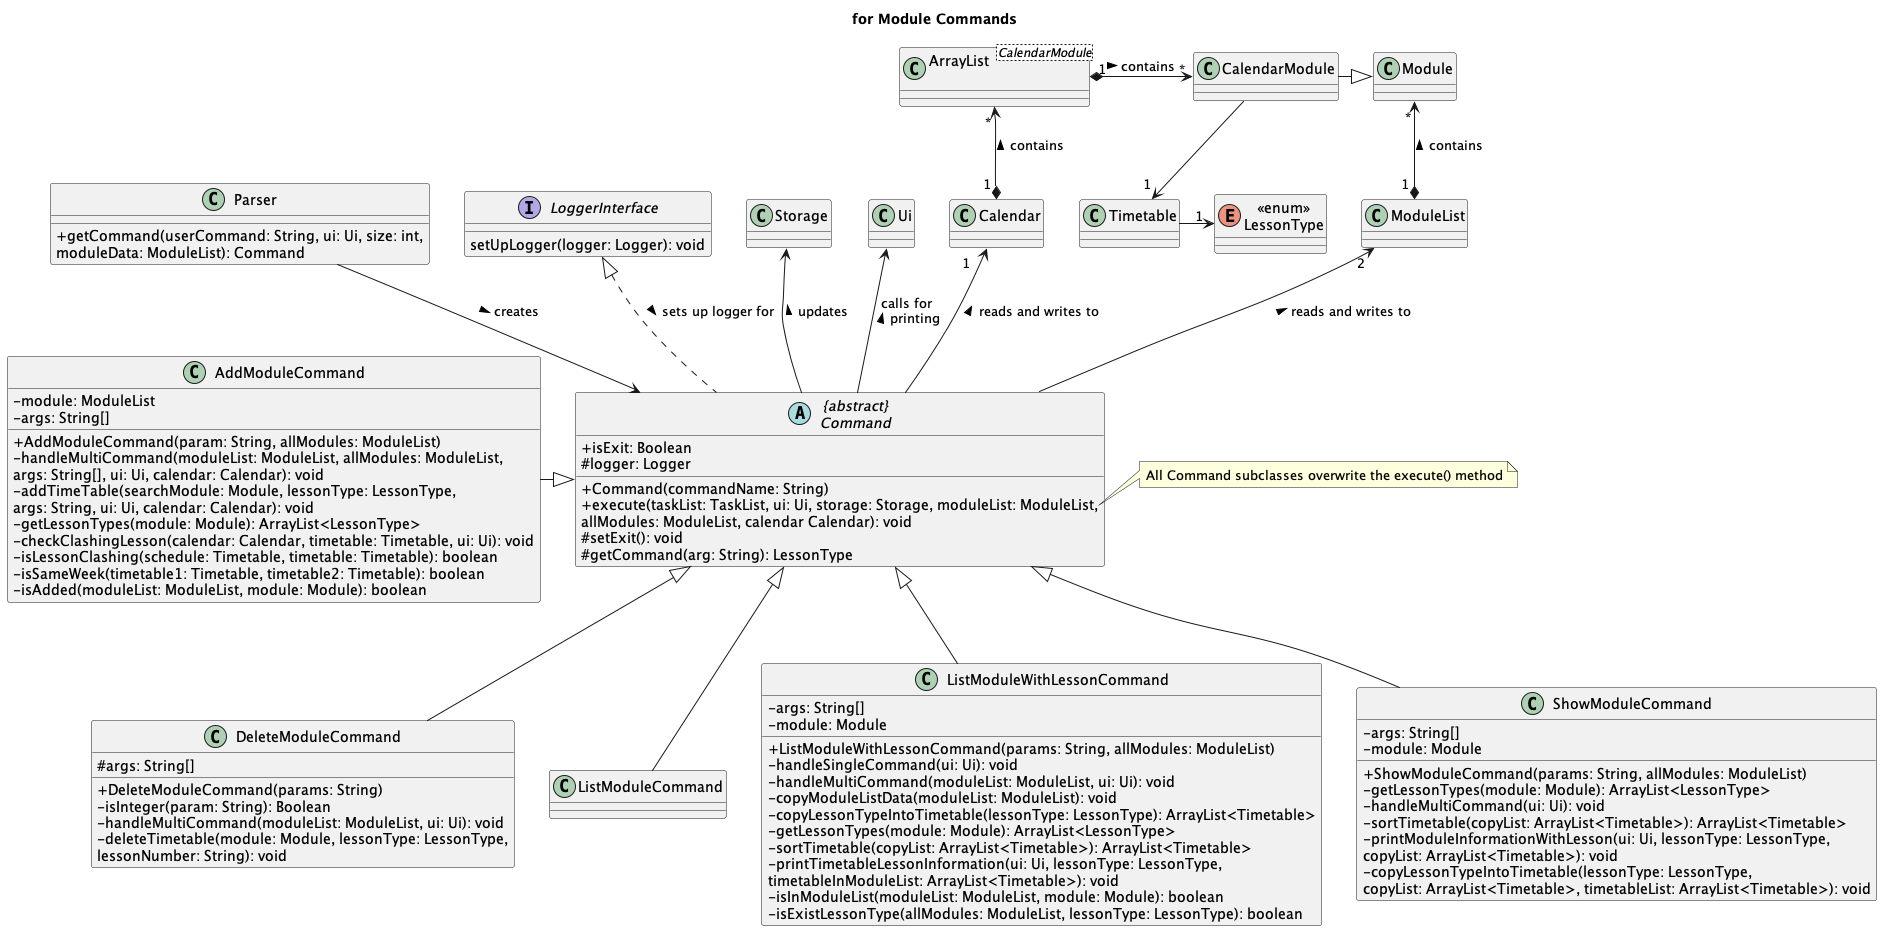 for Module Commands
C ArrayList
CalendarModule
1
contains
*
C CalendarModule
C Module
*
contains
1
*
contains
1
1
C Parser
+getCommand(userCommand: String, ui: Ui, size: int,
moduleData: ModuleList): Command
I LoggerInterface
setUpLogger(logger: Logger): void
C Storage
C Ui
C Calendar
C Timetable
1
E «enum»
LessonType
C ModuleList
1
2
creates
sets up logger for
updates
calls for
printing
reads and writes to
reads and writes to
C AddModuleCommand
-module: ModuleList
-args: String[]
+AddModuleCommand(param: String, allModules: ModuleList)
-handleMultiCommand(moduleList: ModuleList, allModules: ModuleList,
args: String[], ui: Ui, calendar: Calendar): void
-addTimeTable(searchModule: Module, lessonType: LessonType,
args: String, ui: Ui, calendar: Calendar): void
-getLessonTypes(module: Module): ArrayList<LessonType>
-checkClashingLesson(calendar: Calendar, timetable: Timetable, ui: Ui): void
-isLessonClashing(schedule: Timetable, timetable: Timetable): boolean
-isSameWeek(timetable1: Timetable, timetable2: Timetable): boolean
-isAdded(moduleList: ModuleList, module: Module): boolean
A {abstract}
Command
+isExit: Boolean
#logger: Logger
+Command(commandName: String)
+execute(taskList: TaskList, ui: Ui, storage: Storage, moduleList: ModuleList,
allModules: ModuleList, calendar Calendar): void
#setExit(): void
#getCommand(arg: String): LessonType
All Command subclasses overwrite the execute() method
C DeleteModuleCommand
#args: String[]
+DeleteModuleCommand(params: String)
-isInteger(param: String): Boolean
-handleMultiCommand(moduleList: ModuleList, ui: Ui): void
-deleteTimetable(module: Module, lessonType: LessonType,
lessonNumber: String): void
C ListModuleCommand
C ListModuleWithLessonCommand
-args: String[]
-module: Module
+ListModuleWithLessonCommand(params: String, allModules: ModuleList)
-handleSingleCommand(ui: Ui): void
-handleMultiCommand(moduleList: ModuleList, ui: Ui): void
-copyModuleListData(moduleList: ModuleList): void
-copyLessonTypeIntoTimetable(lessonType: LessonType): ArrayList<Timetable>
-getLessonTypes(module: Module): ArrayList<LessonType>
-sortTimetable(copyList: ArrayList<Timetable>): ArrayList<Timetable>
-printTimetableLessonInformation(ui: Ui, lessonType: LessonType,
timetableInModuleList: ArrayList<Timetable>): void
-isInModuleList(moduleList: ModuleList, module: Module): boolean
-isExistLessonType(allModules: ModuleList, lessonType: LessonType): boolean
C ShowModuleCommand
-args: String[]
-module: Module
+ShowModuleCommand(params: String, allModules: ModuleList)
-getLessonTypes(module: Module): ArrayList<LessonType>
-handleMultiCommand(ui: Ui): void
-sortTimetable(copyList: ArrayList<Timetable>): ArrayList<Timetable>
-printModuleInformationWithLesson(ui: Ui, lessonType: LessonType,
copyList: ArrayList<Timetable>): void
-copyLessonTypeIntoTimetable(lessonType: LessonType,
copyList: ArrayList<Timetable>, timetableList: ArrayList<Timetable>): void